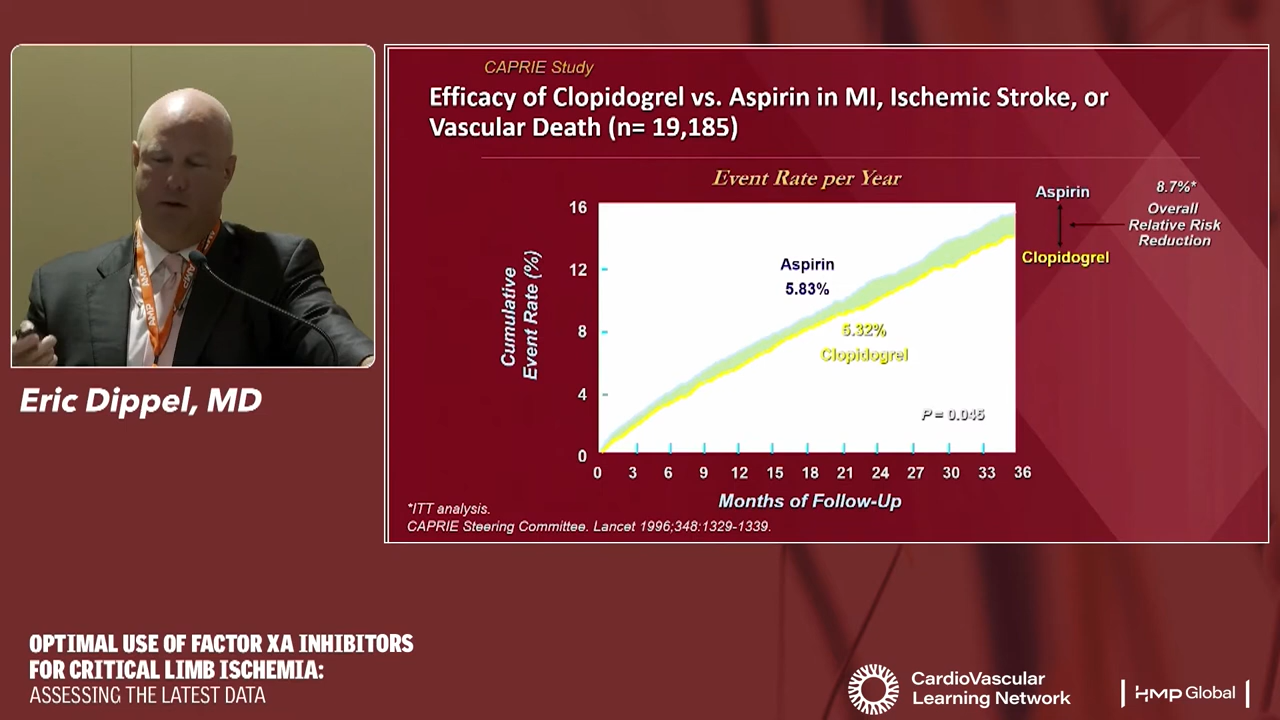 CAPRIE Study
Efficacy of Clopidogrel vs. Aspirin in MI, Ischemic Stroke, or
Vascular Death (n= 19,185)
Event Rate per Year
Cumulative
Event Rate (%)
16
12
8
4
0
Aspirin
5.83%
5.32%
Clopidogrel
P = 0.045
0 3 6 9 12 15 18 21 24 27 30 33 36
Months of Follow-Up
Aspirin
Clopidogrel
8.7%*
Overall
Relative Risk
Reduction
*ITT analysis.
CAPRIE Steering Committee. Lancet 1996;348:1329-1339.
AMP
AMP
Eric Dippel, MD
OPTIMAL USE OF FACTOR XA INHIBITORS
FOR CRITICAL LIMB ISCHEMIA:
ASSESSING THE LATEST DATA
CardioVascular
Learning Network
HMP Global